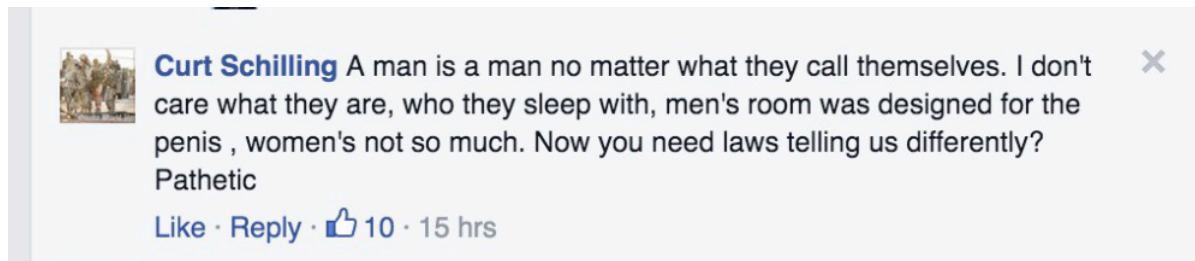 Curt Schilling A man is a man no matter what they call themselves. I don't
care what they are, who they sleep with, men's room was designed for the
penis , women's not so much. Now you need laws telling us differently?
Pathetic
Like · Reply · 10 · 15 hrs